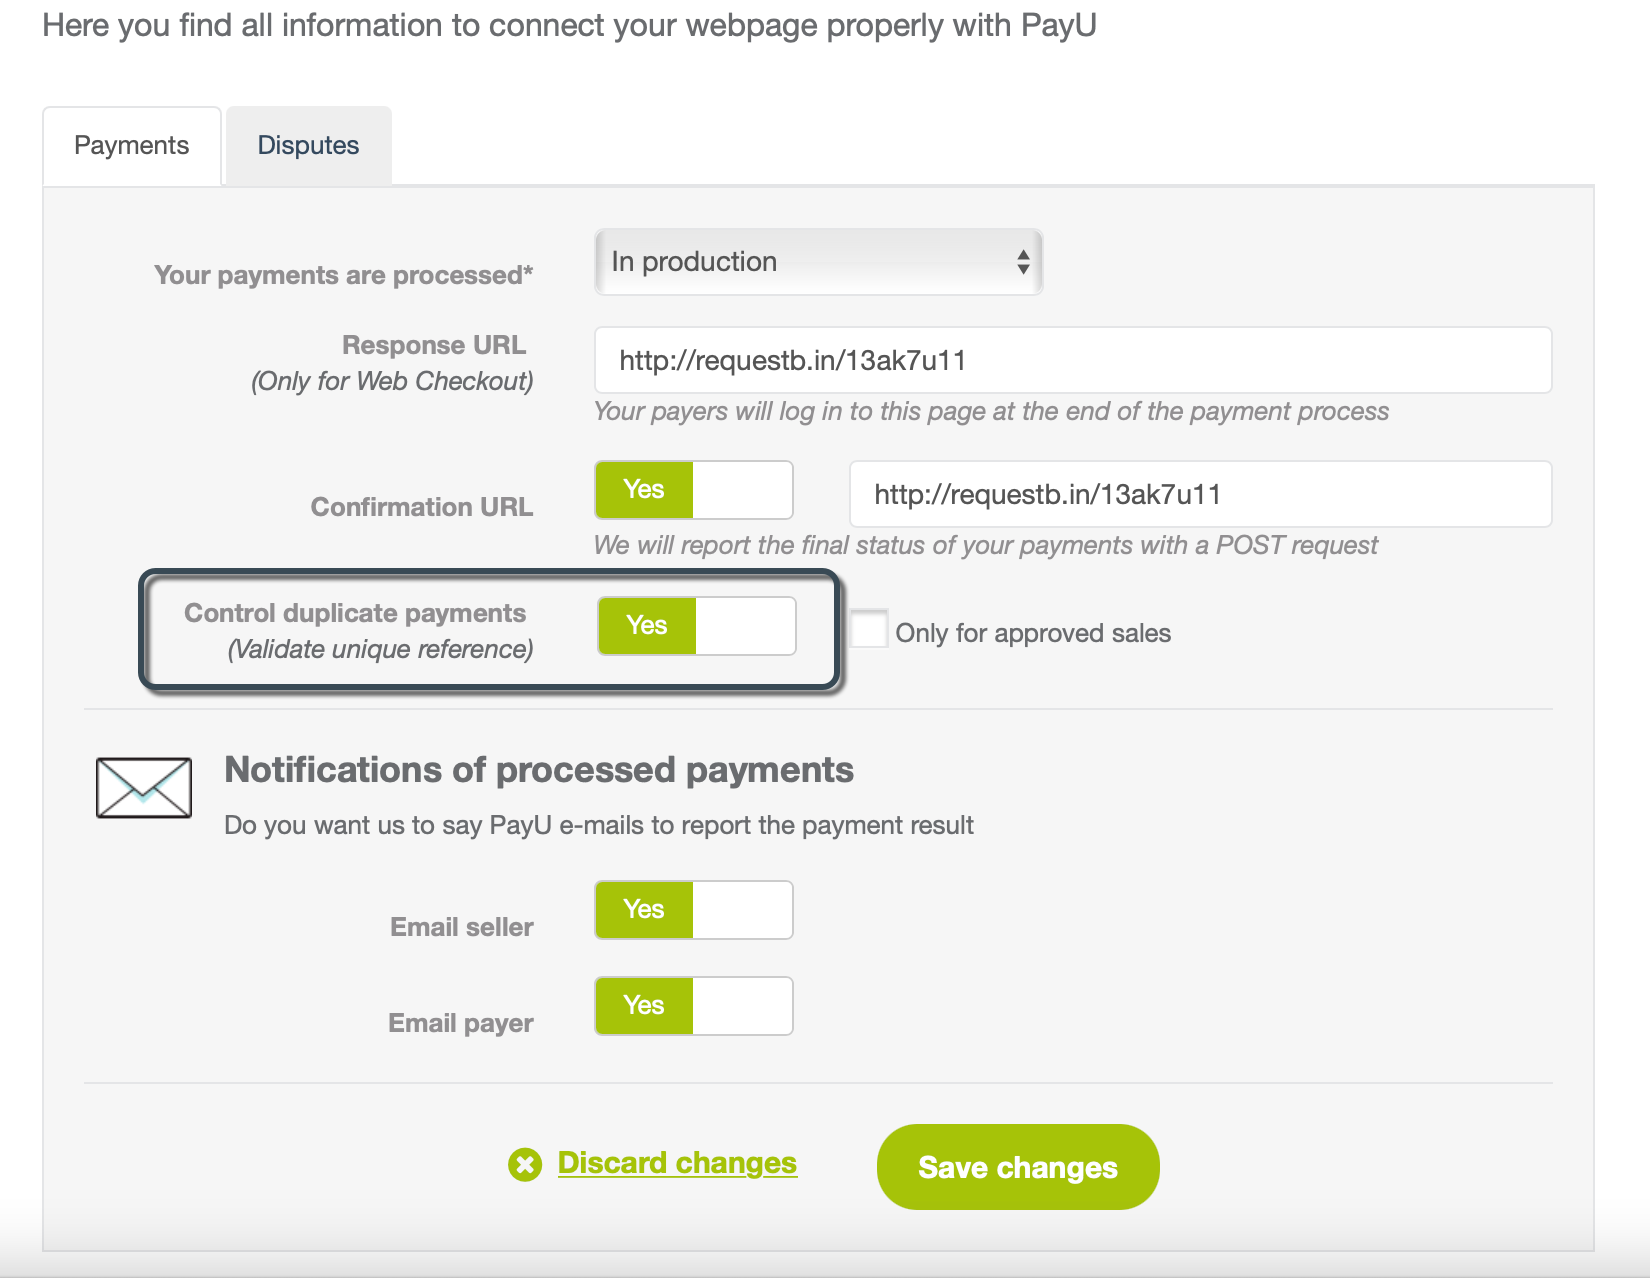 Here you find all information to connect your webpage properly with PayU
Payments
Disputes
Your payments are processed*
In production
Response URL
(Only for Web Checkout)
http://requestb.in/13ak7u11
Your payers will log in to this page at the end of the payment process
Confirmation URL
Yes
http://requestb.in/13ak7u11
We will report the final status of your payments with a POST request
Control duplicate payments
(Validate unique reference)
Yes
Only for approved sales
Notifications of processed payments
Do you want us to say PayU e-mails to report the payment result
Email seller
Yes
Email payer
Yes
Discard changes
Save changes